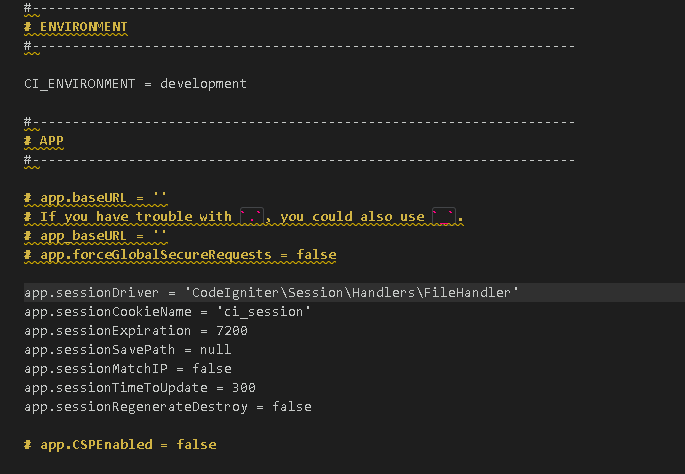 #--------------------------------------------------------------------
# ENVIRONMENT
#--------------------------------------------------------------------
CI_ENVIRONMENT = development
#--------------------------------------------------------------------
# APP
#--------------------------------------------------------------------
# app.baseURL = ''
# If you have trouble with `.`, you could also use `_`.
# app_baseURL = ''
# app.forceGlobalSecureRequests = false
app.sessionDriver = 'CodeIgniter\Session\Handlers\FileHandler'
app.sessionCookieName = 'ci_session'
app.sessionExpiration = 7200
app.sessionSavePath = null
app.sessionMatchIP = false
app.sessionTimeToUpdate = 300
app.sessionRegenerateDestroy = false
# app.CSPEnabled = false